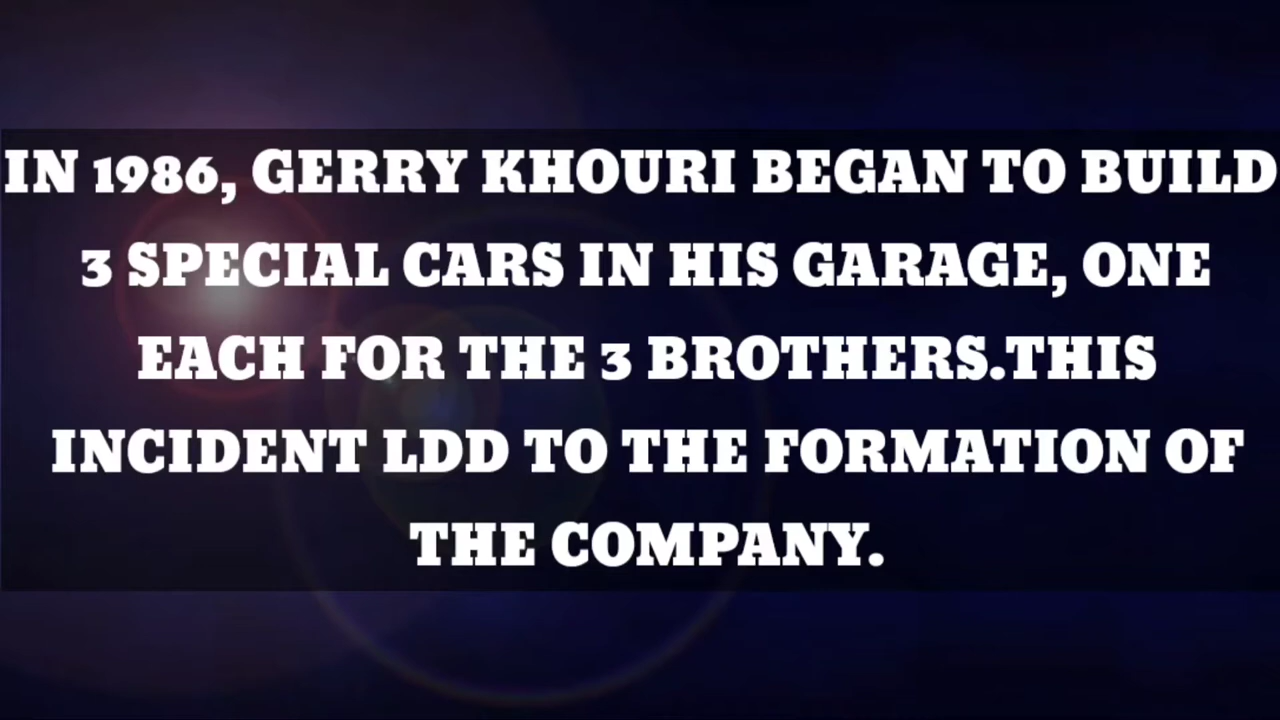 IN 1986, GERRY KHOURI BEGAN TO BUILD
3 SPECIAL CARS IN HIS GARAGE, ONE
EACH FOR THE 3 BROTHERS.THIS
INCIDENT LDD TO THE FORMATION OF
THE COMPANY.